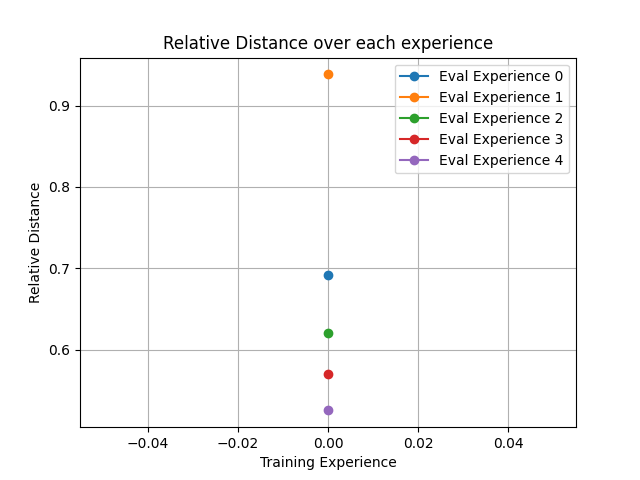 Relative Distance over each experience
Eval Experience 0
Eval Experience 1
Eval Experience 2
Eval Experience 3
Eval Experience 4
0.9
0.8
0.7
0.6
Relative Distance
−0.04 −0.02 0.00 0.02 0.04
Training Experience